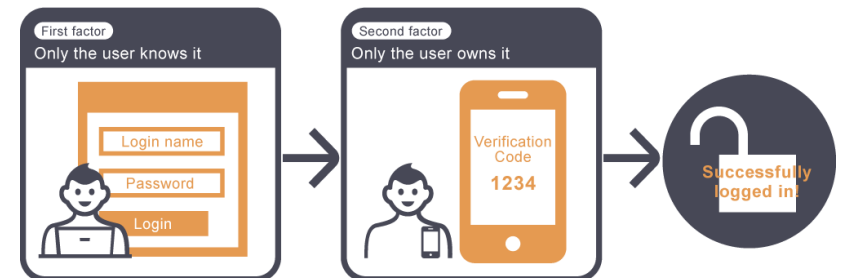 First factor
Only the user knows it
Login name
Password
Login
Second factor
Only the user owns it
Verification
Code
1234
Successfully
logged in!